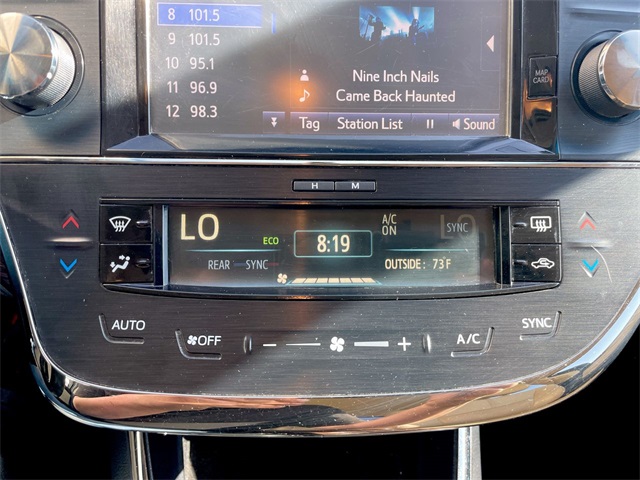 8 101.5
9 101.5
10 95.1
11 96.9
12 98.3
Nine Inch Nails
Came Back Haunted
Tag Station List Sound
MAP CARD
H M
LO ECO 8:19 A/C ON LO SYNC
REAR SYNC OUTSIDE: 73°F
AUTO OFF - + A/C SYNC